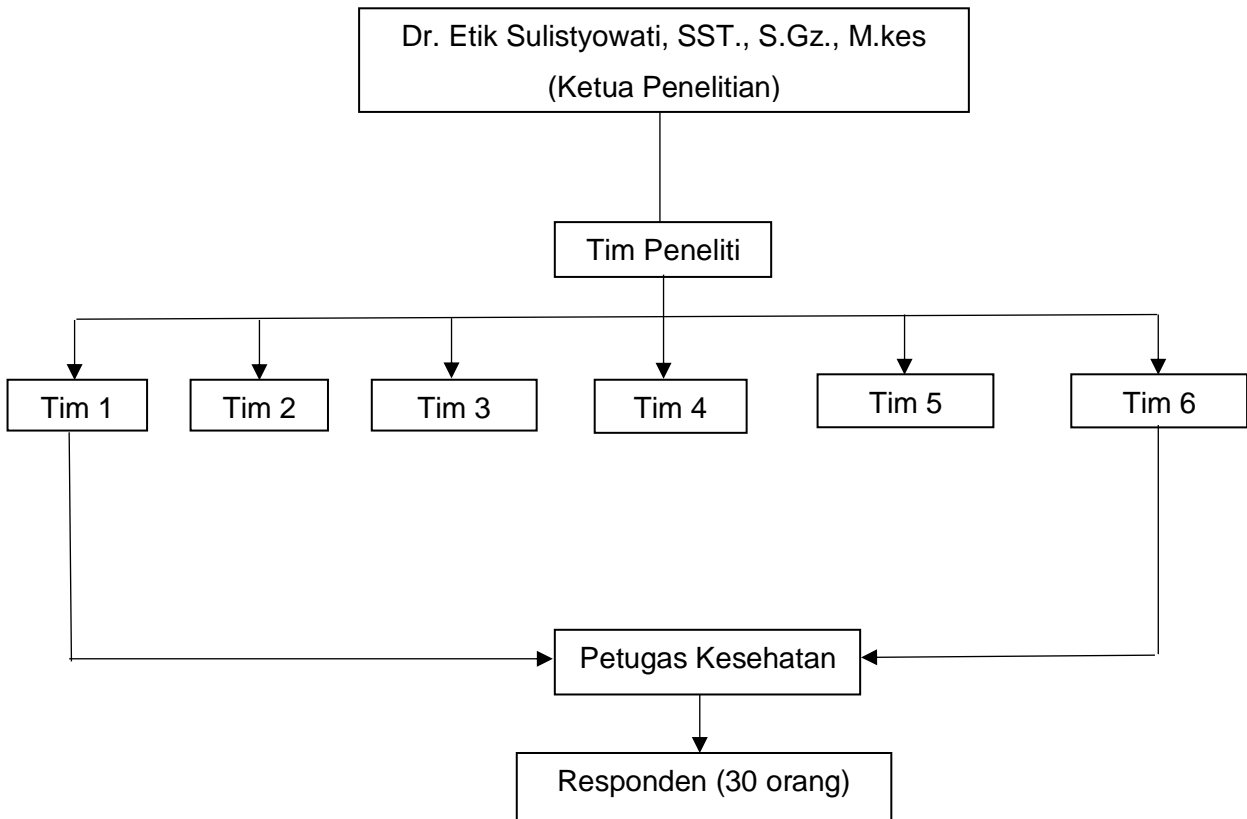 Dr. Etik Sulistyowati, SST., S.Gz., M.kes
(Ketua Penelitian)
Tim Peneliti
Tim 1
Tim 2
Tim 3
Tim 4
Tim 5
Tim 6
Petugas Kesehatan
Responden (30 orang)